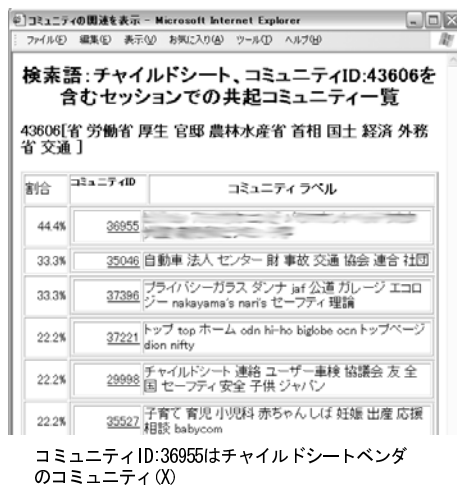 コミュニティの関連を表示 - Microsoft Internet Explorer
ファイル(F) 編集(E) 表示(V) お気に入り(A) ツール(T) ヘルプ(H)
検索語:チャイルドシート、コミュニティID:43606を
含むセッションでの共起コミュニティ一覧
43606[省 労働省 厚生 官邸 農林水産省 首相 国土 経済 外務
省 交通 ]
割合 コミュニティID コミュニティ ラベル
44.4% 36955
33.3% 35046 自動車 法人 センター 財 事故 交通 協会 連合 社団
33.3% 37396 プライバシーガラス ダンナ jaf 公道 ガレージ エコロ
ジー nakayama's nari's セーフティ 理論
22.2% 37221 トップ top ホーム odn hi-ho biglobe ocn トップページ
dion nifty
22.2% 29998 チャイルドシート 連絡 ユーザー車検 協議会 友 全
国 セーフティ 安全 子供 ジャパン
22.2% 35527 子育て 育児 小児科 赤ちゃん しば 妊娠 出産 応援
相談 babycom
コミュニティID:36955はチャイルドシートベンダ
のコミュニティ(X)